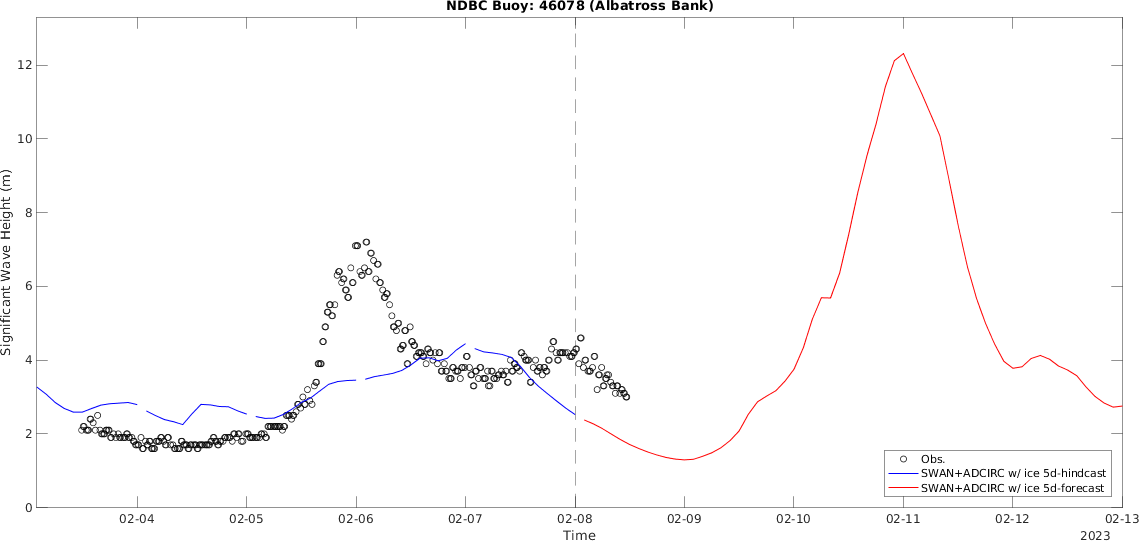 NDBC Buoy: 46078 (Albatross Bank)
Significant Wave Height (m)
12
10
8
6
4
2
0
Obs.
SWAN+ADCIRC w/ ice 5d-hindcast
SWAN+ADCIRC w/ ice 5d-forecast
02-04 02-05 02-06 02-07 02-08 02-09 02-10 02-11 02-12 02-13
Time
2023